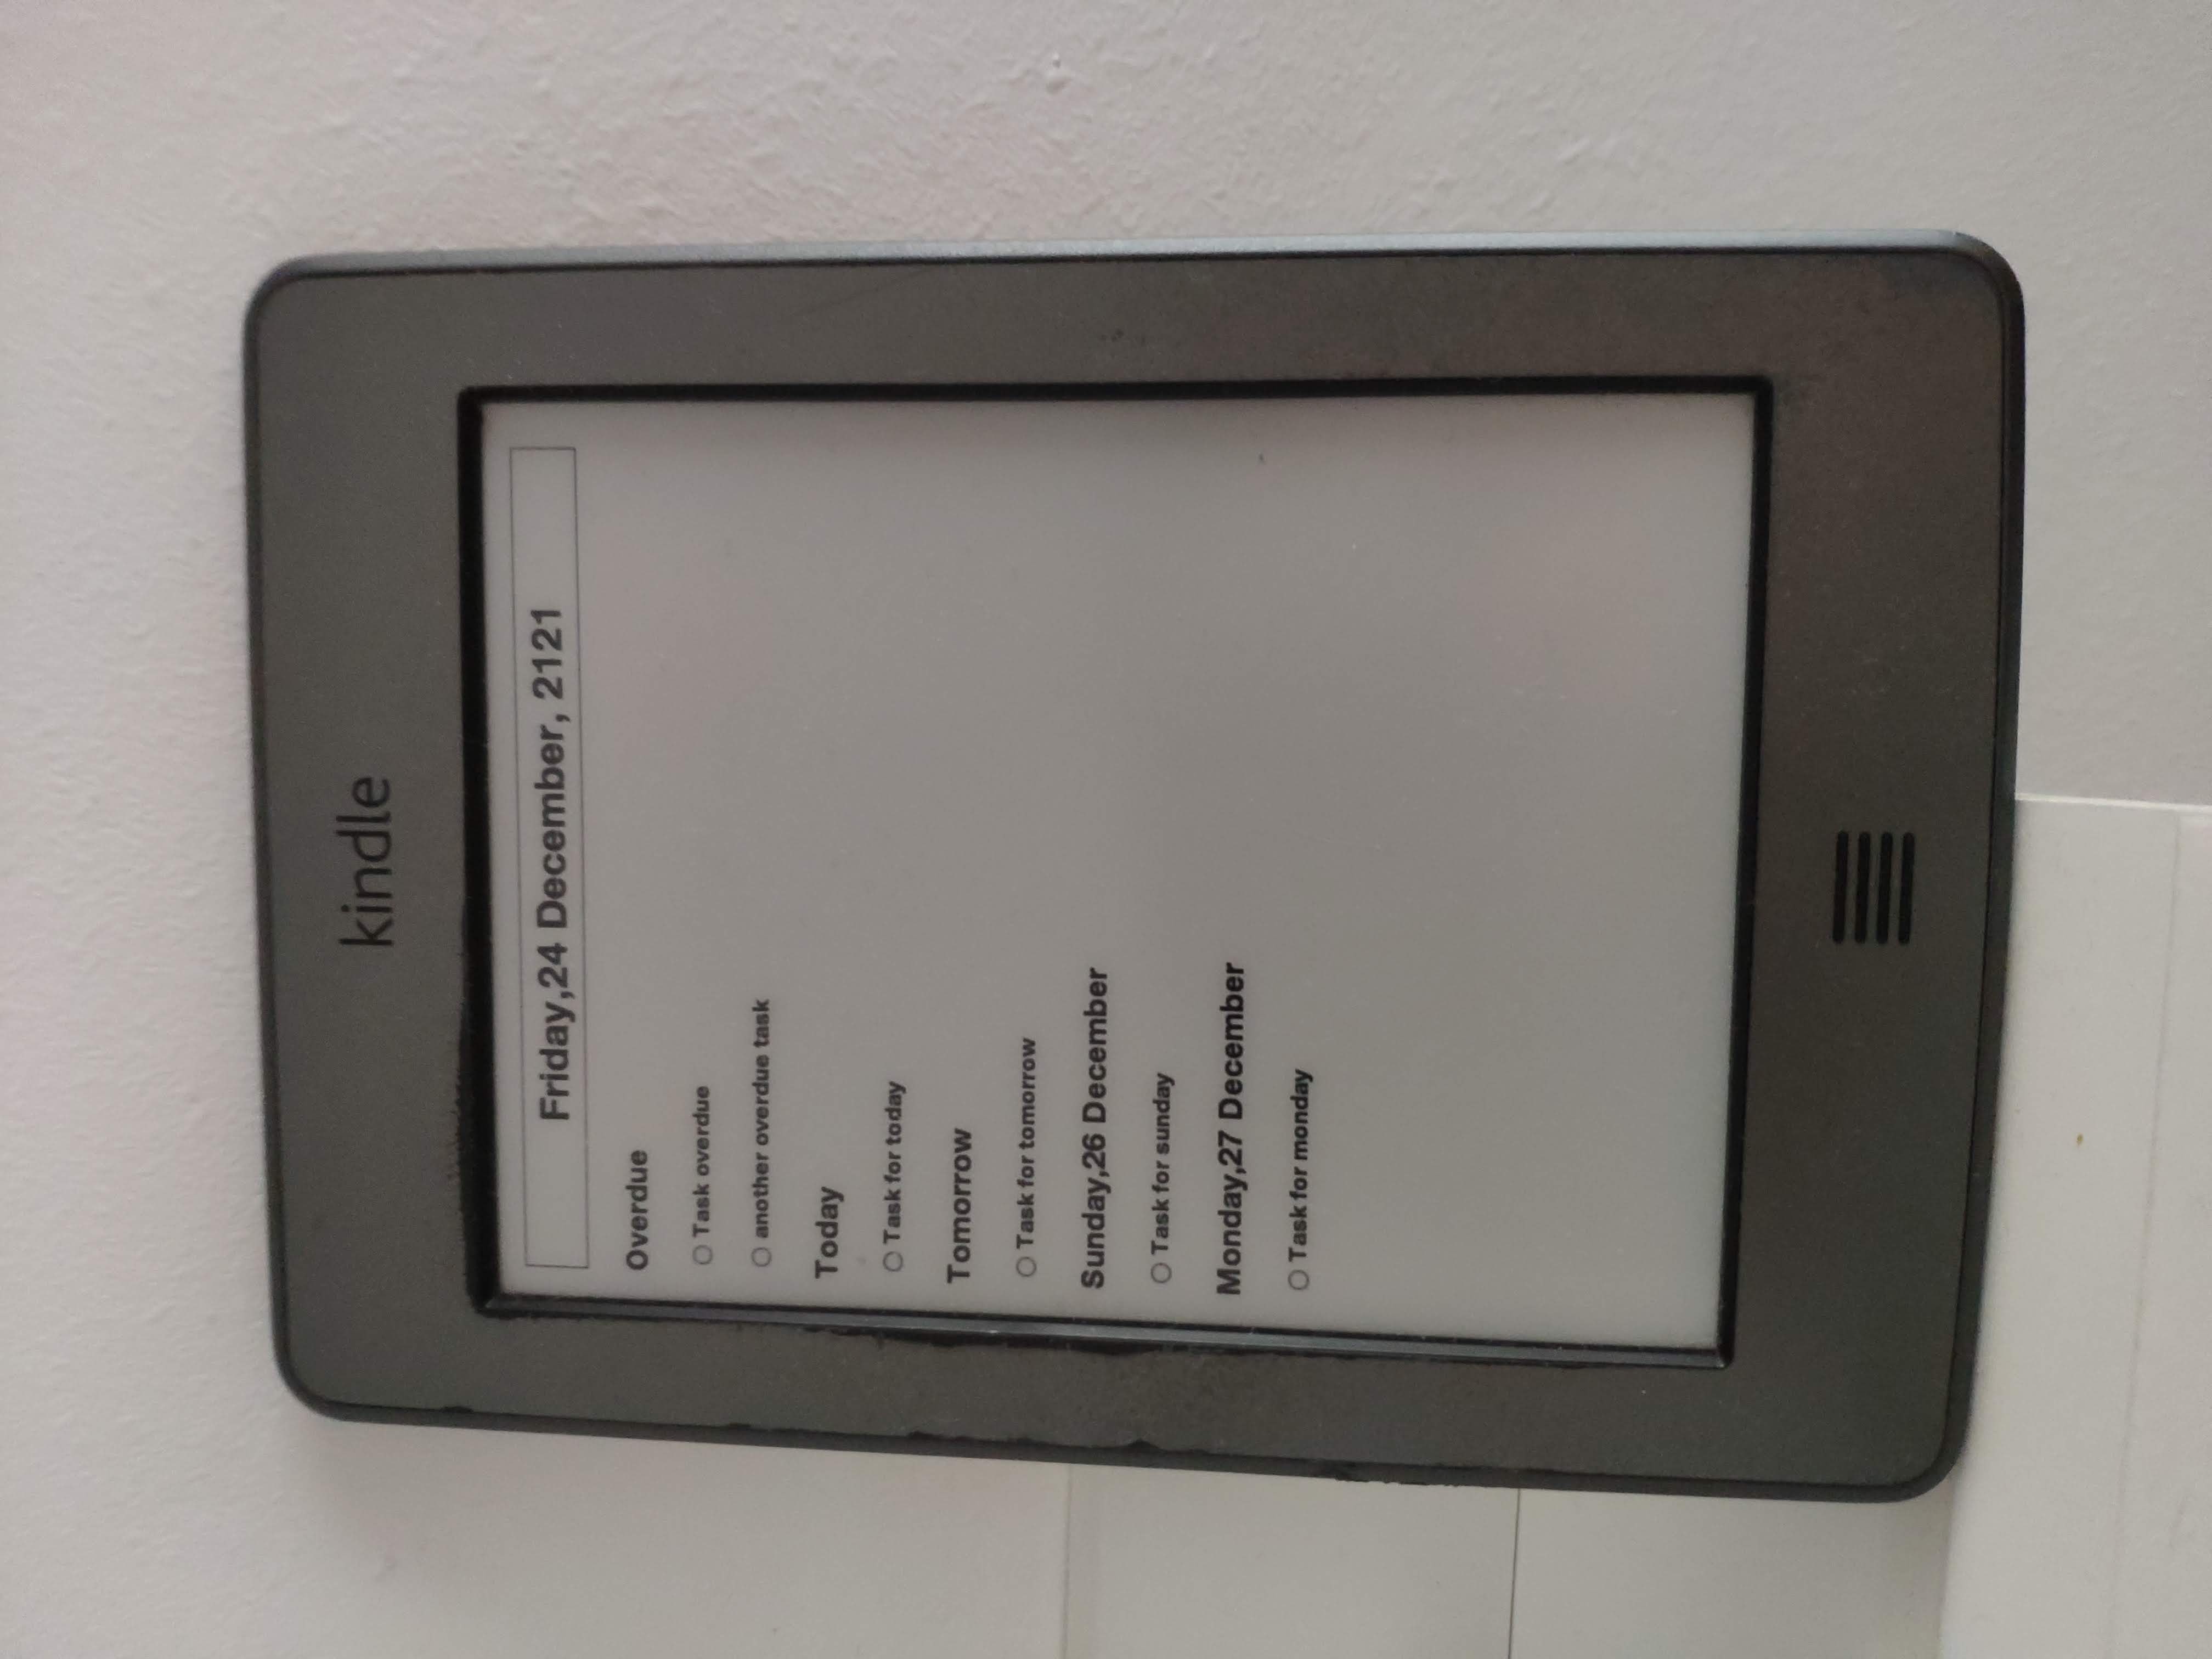 kindle
Friday,24 December, 2121
Overdue
Task overdue
another overdue task
Today
Task for today
Tomorrow
Task for tomorrow
Sunday,26 December
Task for sunday
Monday,27 December
Task for monday